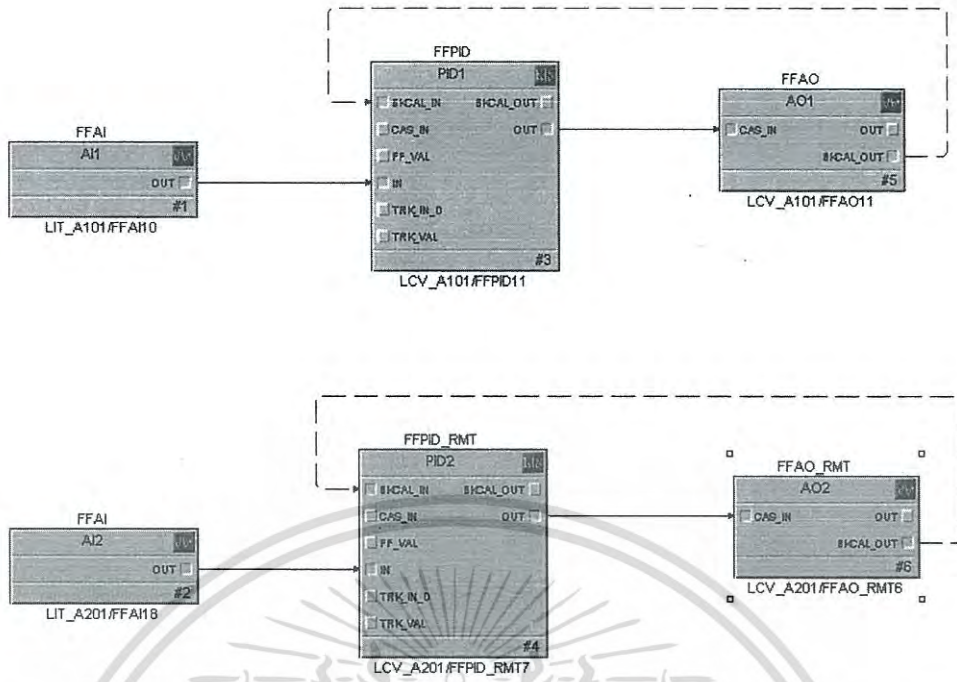 FFPID
PID1
BKCAL_IN BKCAL_OUT
CAS_IN OUT
FF_VAL
IN
TRK_IN_D
TRK_VAL
#3
LCV_A101/FFPID11
FFAO
AO1
CAS_IN OUT
BKCAL_OUT
#5
LCV_A101/FFAO11
FFAI
AI1
OUT
#1
LIT_A101/FFAI10
FFPID_RMT
PID2
BKCAL_IN BKCAL_OUT
CAS_IN OUT
FF_VAL
IN
TRK_IN_D
TRK_VAL
#4
LCV_A201/FFPID_RMT7
FFAO_RMT
AO2
CAS_IN OUT
BKCAL_OUT
#6
LCV_A201/FFAO_RMT6
FFAI
AI2
OUT
#2
LIT_A201/FFAI18